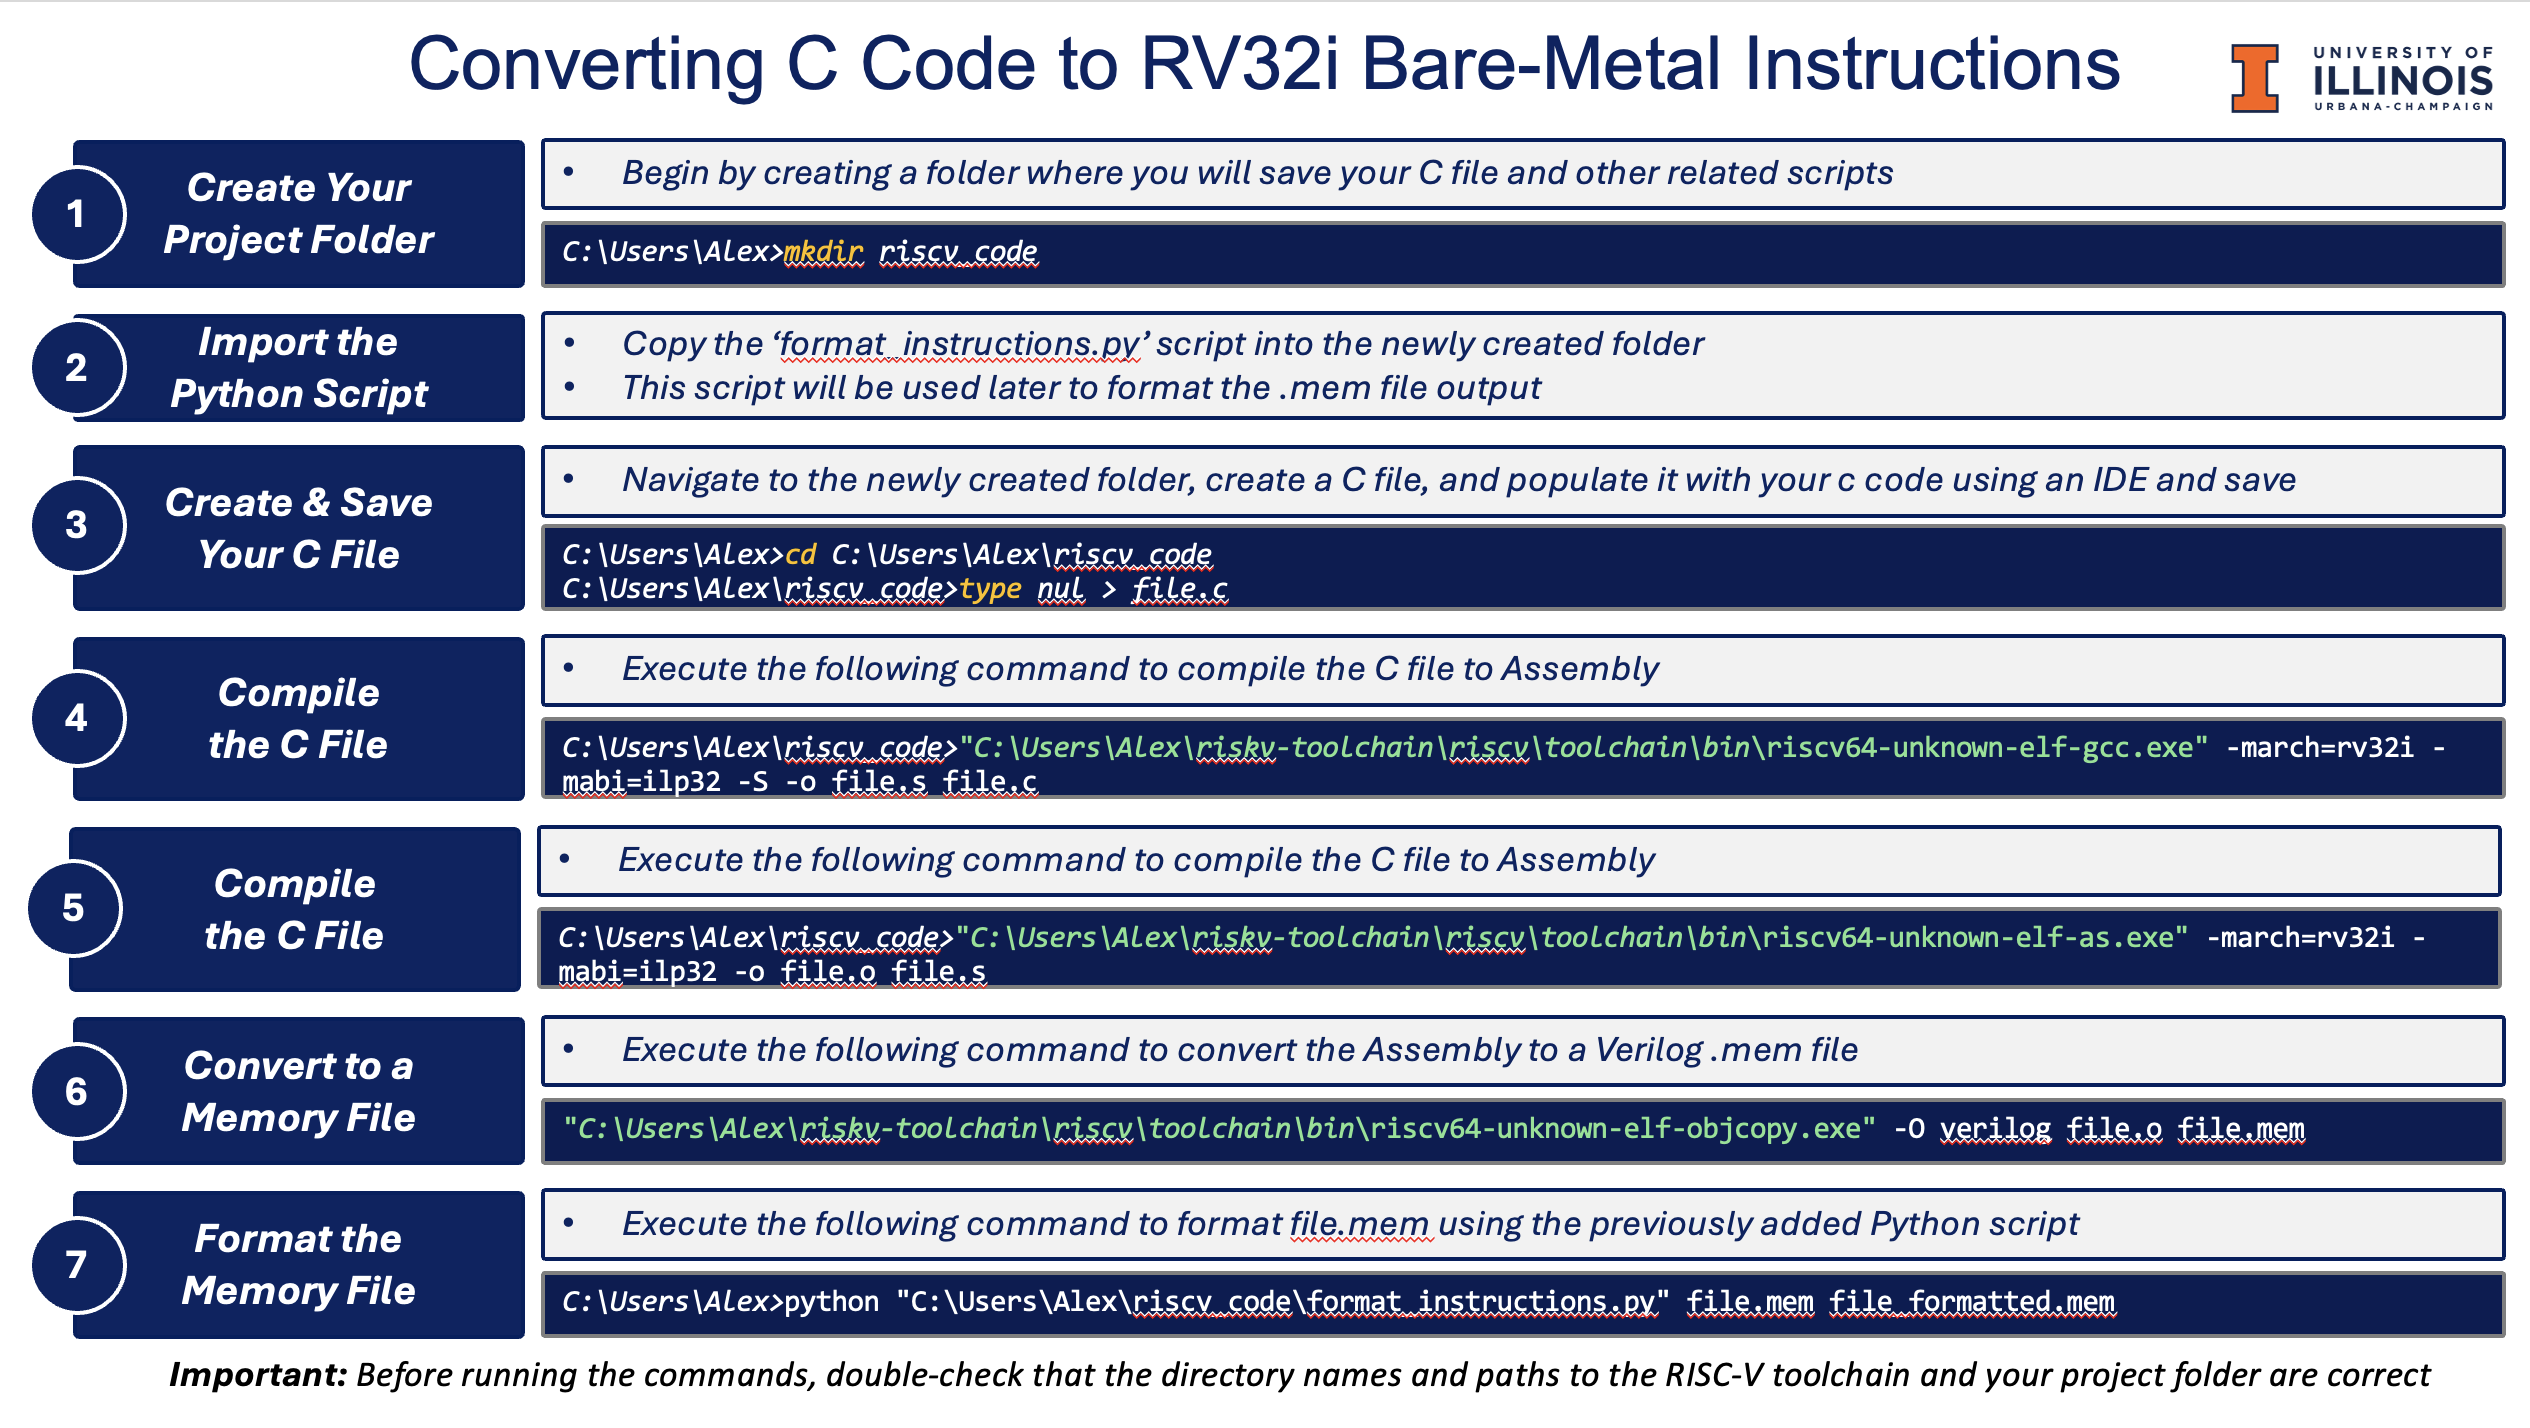 Converting C Code to RV32i Bare-Metal Instructions
UNIVERSITY OF
ILLINOIS
URBANA-CHAMPAIGN
1
Create Your
Project Folder
• Begin by creating a folder where you will save your C file and other related scripts
C:\Users\Alex>mkdir riscv_code
2
Import the
Python Script
• Copy the ‘format_instructions.py’ script into the newly created folder
• This script will be used later to format the .mem file output
3
Create & Save
Your C File
• Navigate to the newly created folder, create a C file, and populate it with your c code using an IDE and save
C:\Users\Alex>cd C:\Users\Alex\riscv_code
C:\Users\Alex\riscv_code>type nul > file.c
4
Compile
the C File
• Execute the following command to compile the C file to Assembly
C:\Users\Alex\riscv_code>"C:\Users\Alex\riskv-toolchain\riscv\toolchain\bin\riscv64-unknown-elf-gcc.exe" -march=rv32i -
mabi=ilp32 -S -o file.s file.c
5
Compile
the C File
• Execute the following command to compile the C file to Assembly
C:\Users\Alex\riscv_code>"C:\Users\Alex\riskv-toolchain\riscv\toolchain\bin\riscv64-unknown-elf-as.exe" -march=rv32i -
mabi=ilp32 -o file.o file.s
6
Convert to a
Memory File
• Execute the following command to convert the Assembly to a Verilog .mem file
"C:\Users\Alex\riskv-toolchain\riscv\toolchain\bin\riscv64-unknown-elf-objcopy.exe" -O verilog file.o file.mem
7
Format the
Memory File
• Execute the following command to format file.mem using the previously added Python script
C:\Users\Alex>python "C:\Users\Alex\riscv_code\format_instructions.py" file.mem file_formatted.mem
Important: Before running the commands, double-check that the directory names and paths to the RISC-V toolchain and your project folder are correct